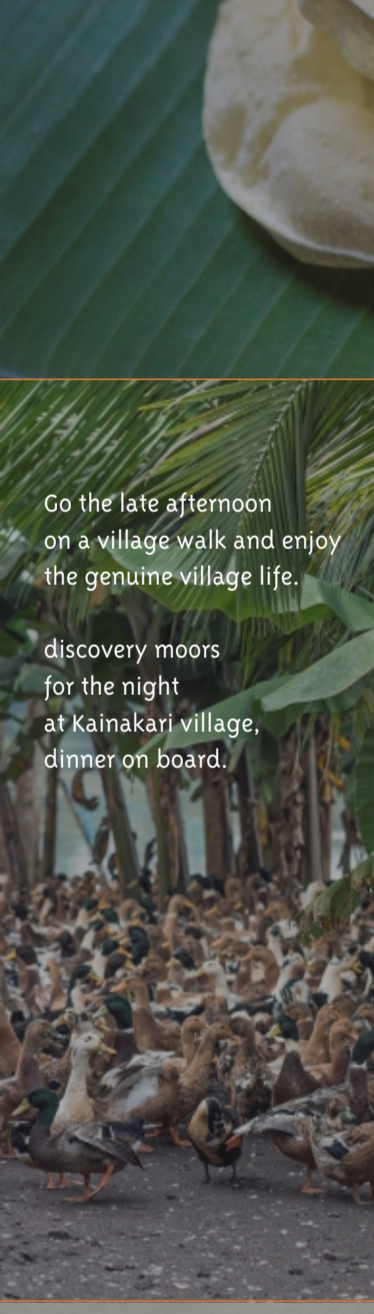 Go the late afternoon
on a village walk and enjoy
the genuine village life.
discovery moors
for the night
at Kainakari village,
dinner on board.